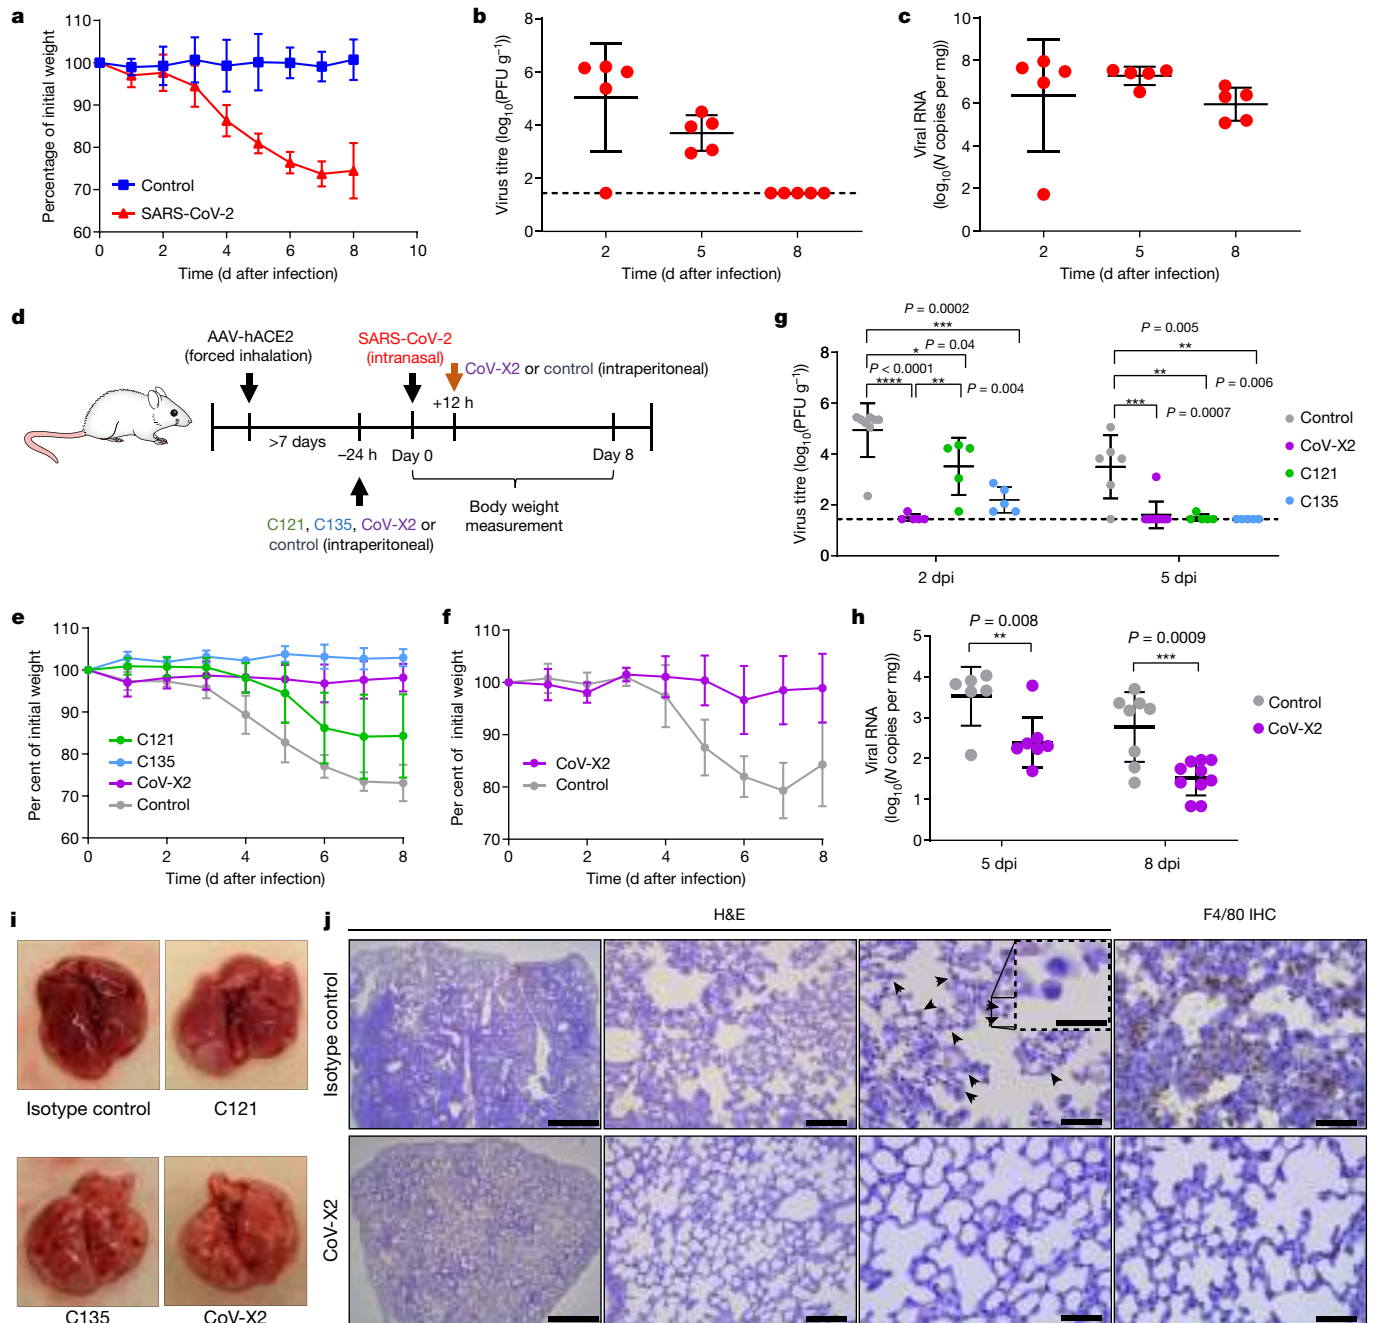 a
110
100
90
80
70
60
Percentage of initial weight
Control
SARS-CoV-2
0
2
4
6
8
10
Time (d after infection)
b
8
6
4
2
0
Virus titre (log10(PFU g−1))
2
5
8
Time (d after infection)
c
10
8
6
4
2
0
Viral RNA
(log10(N copies per mg))
2
5
8
Time (d after infection)
d
AAV-hACE2
(forced inhalation)
SARS-CoV-2
(intranasal)
CoV-X2 or control (intraperitoneal)
+12 h
>7 days
−24 h
Day 0
Day 8
Body weight
measurement
C121, C135, CoV-X2 or
control (intraperitoneal)
g
P = 0.0002
***
P = 0.04
*
P < 0.0001
****
**
P = 0.004
P = 0.005
**
**
P = 0.006
***
P = 0.0007
8
6
4
2
0
Virus titre (log10(PFU g−1))
2 dpi
5 dpi
Control
CoV-X2
C121
C135
e
110
100
90
80
70
60
Per cent of initial weight
C121
C135
CoV-X2
Control
0
2
4
6
8
Time (d after infection)
f
110
100
90
80
70
Per cent of initial weight
CoV-X2
Control
0
2
4
6
8
Time (d after infection)
h
P = 0.008
**
P = 0.0009
***
5
4
3
2
1
0
Viral RNA
(log10(N copies per mg))
5 dpi
8 dpi
Control
CoV-X2
i
Isotype control
C121
C135
CoV-X2
j
H&E
F4/80 IHC
Isotype control
CoV-X2